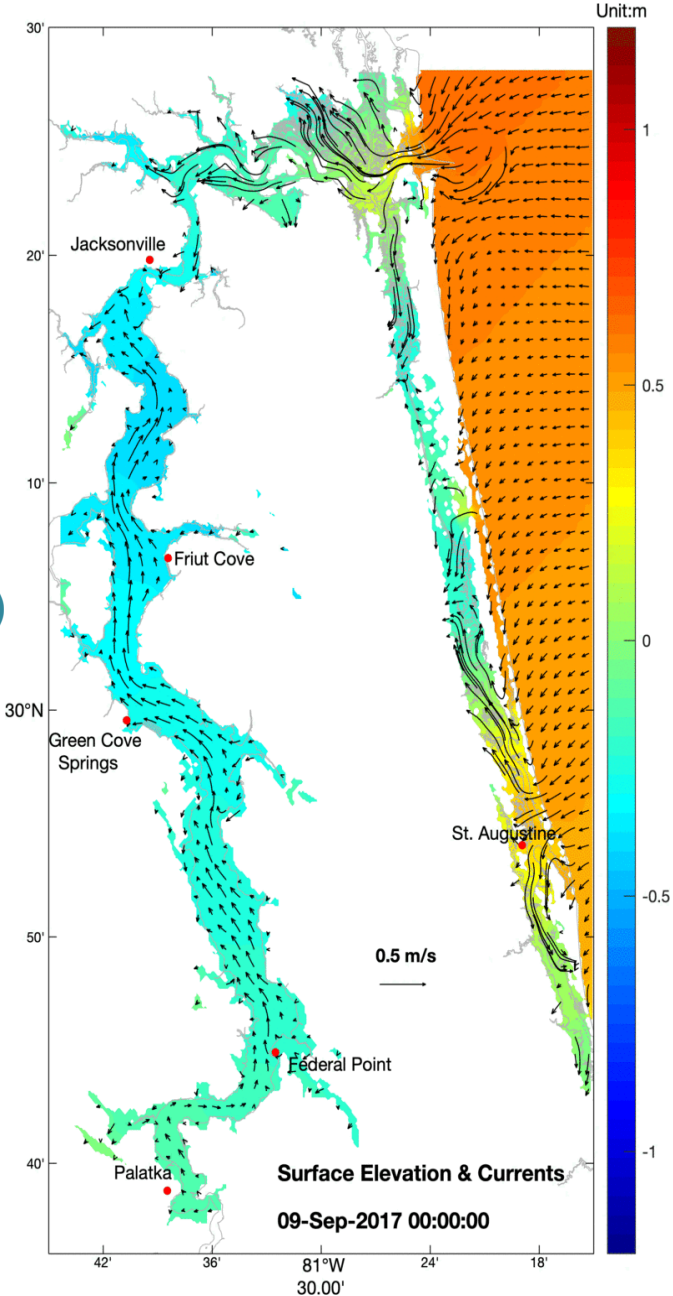 Unit:m
30'
1
20'
Jacksonville
0.5
10'
Friut Cove
0
30°N
Green Cove
Springs
St. Augustine
-0.5
50'
0.5 m/s
Federal Point
-1
40'
Palatka
Surface Elevation & Currents
09-Sep-2017 00:00:00
42'
36'
81°W
24'
18'
30.00'